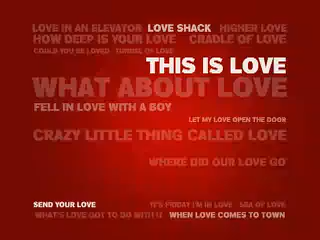 LOVE IN AN ELEVATOR LOVE SHACK HIGHER LOVE
HOW DEEP IS YOUR LOVE CRADLE OF LOVE
COULD YOU BE LOVED TUNNEL OF LOVE
THIS IS LOVE
WHAT ABOUT LOVE
FELL IN LOVE WITH A BOY
LET MY LOVE OPEN THE DOOR
CRAZY LITTLE THING CALLED LOVE
WHERE DID OUR LOVE GO
SEND YOUR LOVE IT'S FRIDAY I'M IN LOVE SEA OF LOVE
WHAT'S LOVE GOT TO DO WITH IT WHEN LOVE COMES TO TOWN